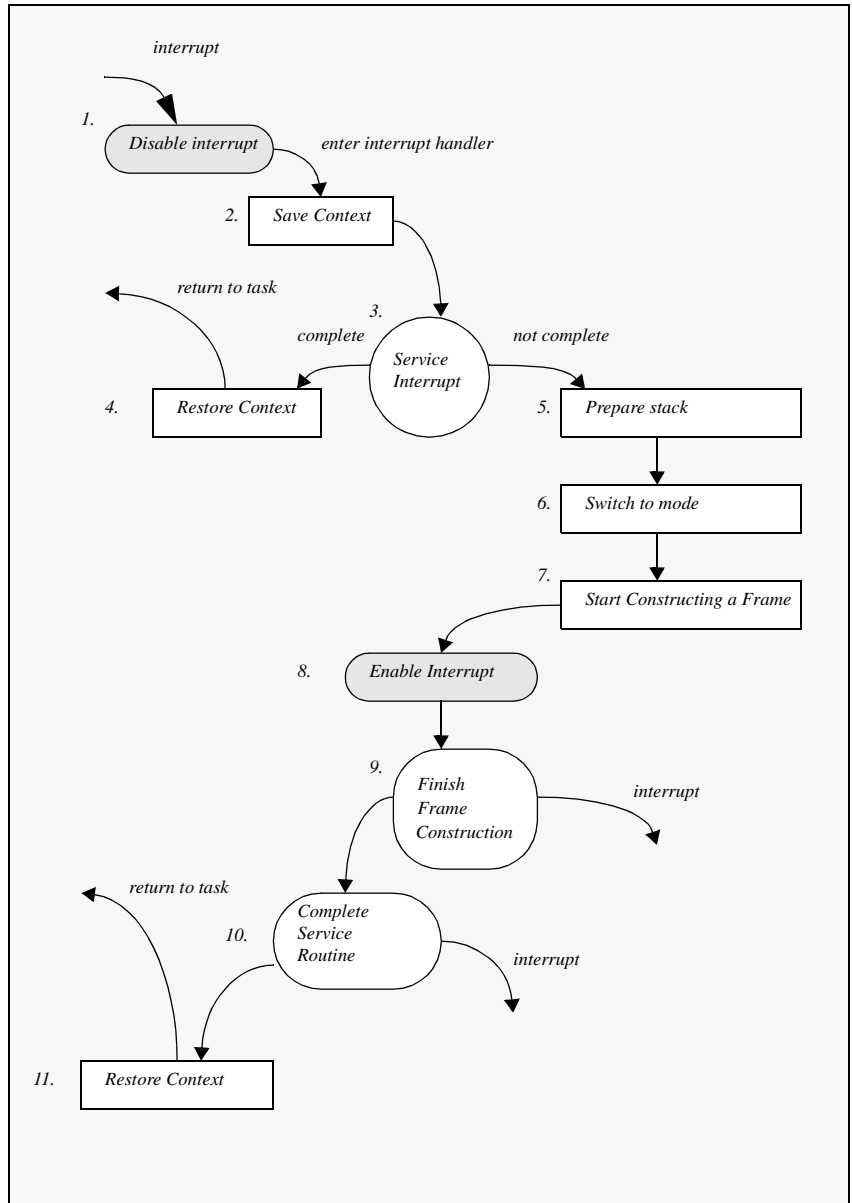 interrupt
1.
Disable interrupt
enter interrupt handler
2.
Save Context
return to task
3.
complete
not complete
Service
Interrupt
4.
Restore Context
5.
Prepare stack
6.
Switch to mode
7.
Start Constructing a Frame
8.
Enable Interrupt
9.
Finish
Frame
Construction
interrupt
return to task
10.
Complete
Service
Routine
interrupt
11.
Restore Context